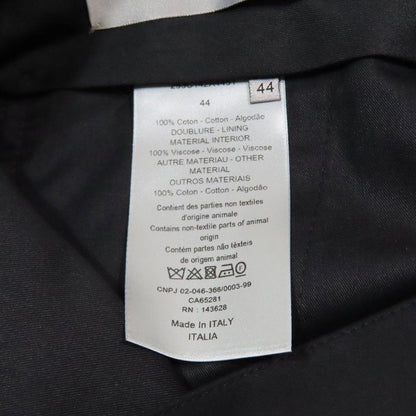 44
44
100% Coton - Cotton - Algodão
DOUBLURE - LINING
MATERIAL INTERIOR
100% Viscose - Viscose - Viscose
AUTRE MATERIAU - OTHER
MATERIAL
OUTROS MATERIAIS
100% Coton - Cotton - Algodão
Contient des parties non textiles
d'origine animale
Contains non-textile parts of animal
origin
Contém partes não têxteis
de origem animal
CNPJ 02-046-366/0003-99
CA65281
RN : 143628
Made In ITALY
ITALIA